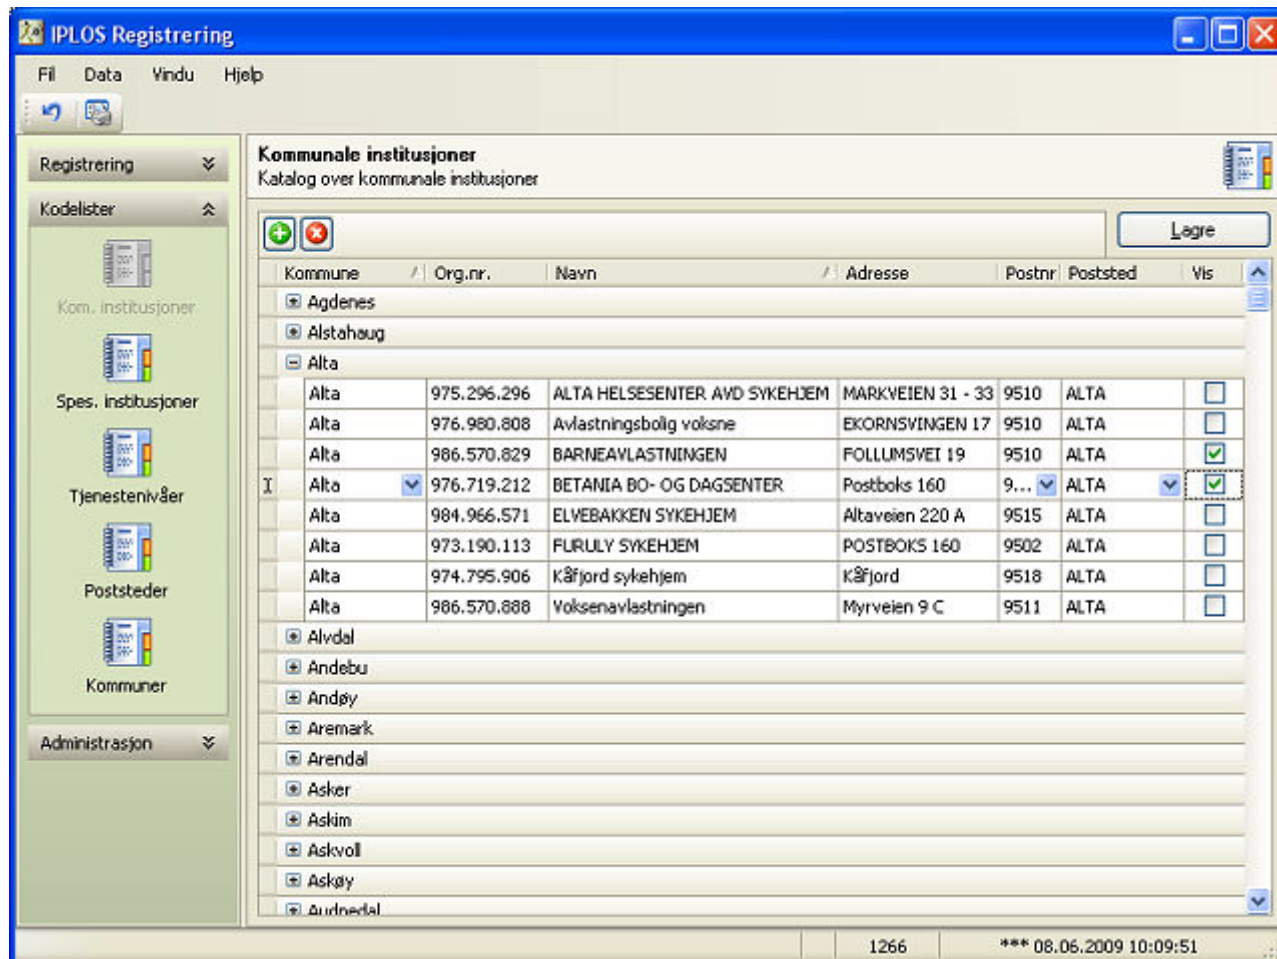 IPLOS Registrering
Fil Data Vindu Hjelp
Registrering
Kodelister
Kom. institusjoner
Spes. institusjoner
Tjenestenivåer
Poststeder
Kommuner
Administrasjon
Kommunale institusjoner
Katalog over kommunale institusjoner
Lagre
Kommune Org.nr. Navn Adresse Postnr Poststed Vis
Agdenes
Alstahaug
Alta
Alta 975.296.296 ALTA HELSESENTER AVD SYKEHJEM MARKVEIEN 31 - 33 9510 ALTA
Alta 976.980.808 Avlastningsbolig voksne EKORNSVINGEN 17 9510 ALTA
Alta 986.570.829 BARNEAVLASTNINGEN FOLLUMSVEI 19 9510 ALTA
Alta 976.719.212 BETANIA BO- OG DAGSENTER Postboks 160 9... ALTA
Alta 984.966.571 ELVEBAKKEN SYKEHJEM Altaveien 220 A 9515 ALTA
Alta 973.190.113 FURULY SYKEHJEM POSTBOKS 160 9502 ALTA
Alta 974.795.906 Kåfjord sykehjem Kåfjord 9518 ALTA
Alta 986.570.888 Voksenavlastningen Myrveien 9 C 9511 ALTA
Alvdal
Andebu
Andøy
Aremark
Arendal
Asker
Askim
Askvoll
Askøy
Audnedal
1266 *** 08.06.2009 10:09:51